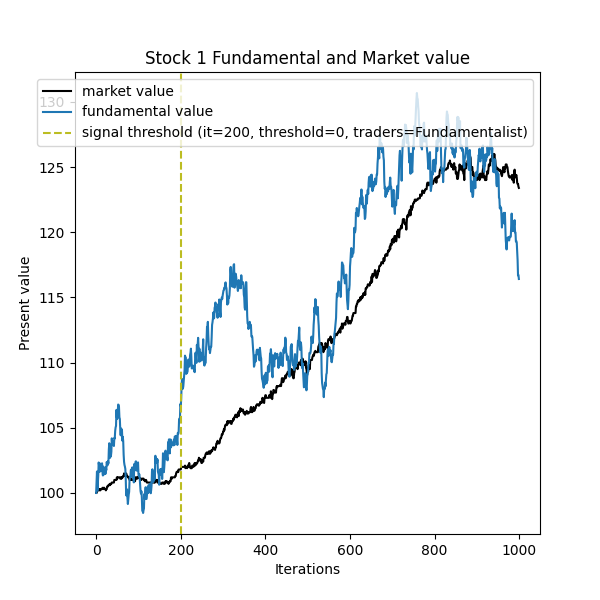 Stock 1 Fundamental and Market value
market value
fundamental value
signal threshold (it=200, threshold=0, traders=Fundamentalist)
130
125
120
115
110
105
100
Present value
0 200 400 600 800 1000
Iterations